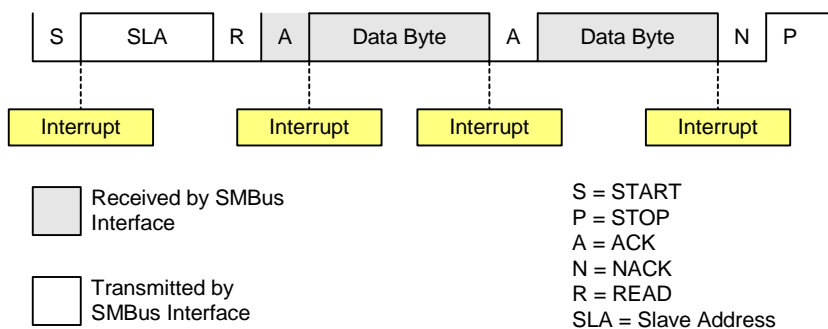 S SLA R A Data Byte A Data Byte N P
Interrupt Interrupt Interrupt Interrupt
Received by SMBus
Interface
Transmitted by
SMBus Interface
S = START
P = STOP
A = ACK
N = NACK
R = READ
SLA = Slave Address